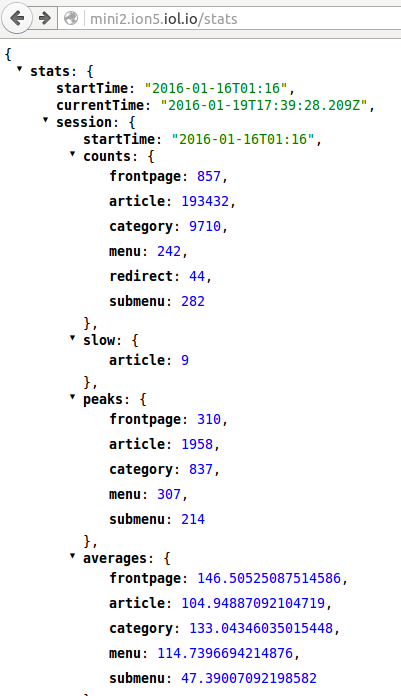 mini2.ion5.iol.io/stats
{
stats: {
startTime: "2016-01-16T01:16",
currentTime: "2016-01-19T17:39:28.209Z",
session: {
startTime: "2016-01-16T01:16",
counts: {
frontpage: 857,
article: 193432,
category: 9710,
menu: 242,
redirect: 44,
submenu: 282
},
slow: {
article: 9
},
peaks: {
frontpage: 310,
article: 1958,
category: 837,
menu: 307,
submenu: 214
},
averages: {
frontpage: 146.50525087514586,
article: 104.94887092104719,
category: 133.04346035015448,
menu: 114.7396694214876,
submenu: 47.39007092198582